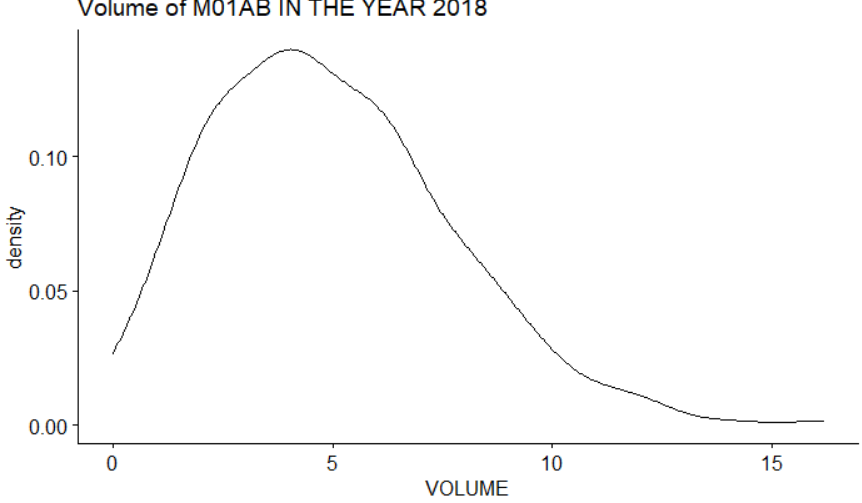 Volume of M01AB IN THE YEAR 2018
density
0.10
0.05
0.00
0 5 10 15
VOLUME